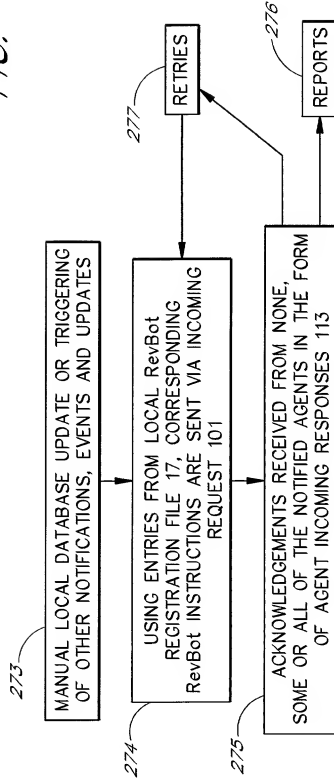 273
MANUAL LOCAL DATABASE UPDATE OR TRIGGERING
OF OTHER NOTIFICATIONS, EVENTS AND UPDATES
274
USING ENTRIES FROM LOCAL RevBot
REGISTRATION FILE 17, CORRESPONDING
RevBot INSTRUCTIONS ARE SENT VIA INCOMING
REQUEST 101
277
RETRIES
275
ACKNOWLEDGEMENTS RECEIVED FROM NONE,
SOME OR ALL OF THE NOTIFIED AGENTS IN THE FORM
OF AGENT INCOMING RESPONSES 113
276
REPORTS